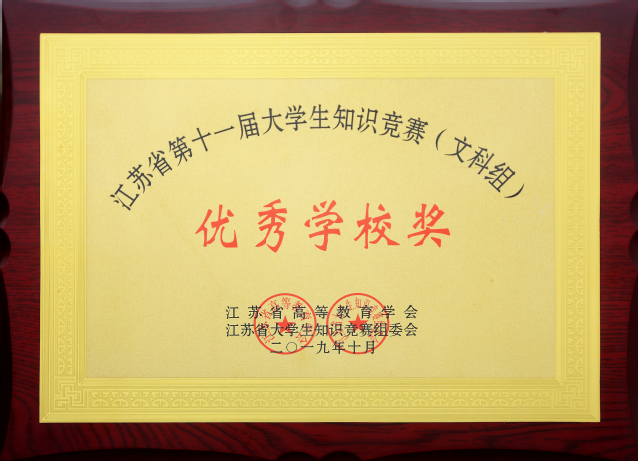 江苏省第十一届大学生知识竞赛（文科组）
优秀学校奖
江苏省高等教育学会
江苏省大学生知识竞赛组委会
二〇一九年十月